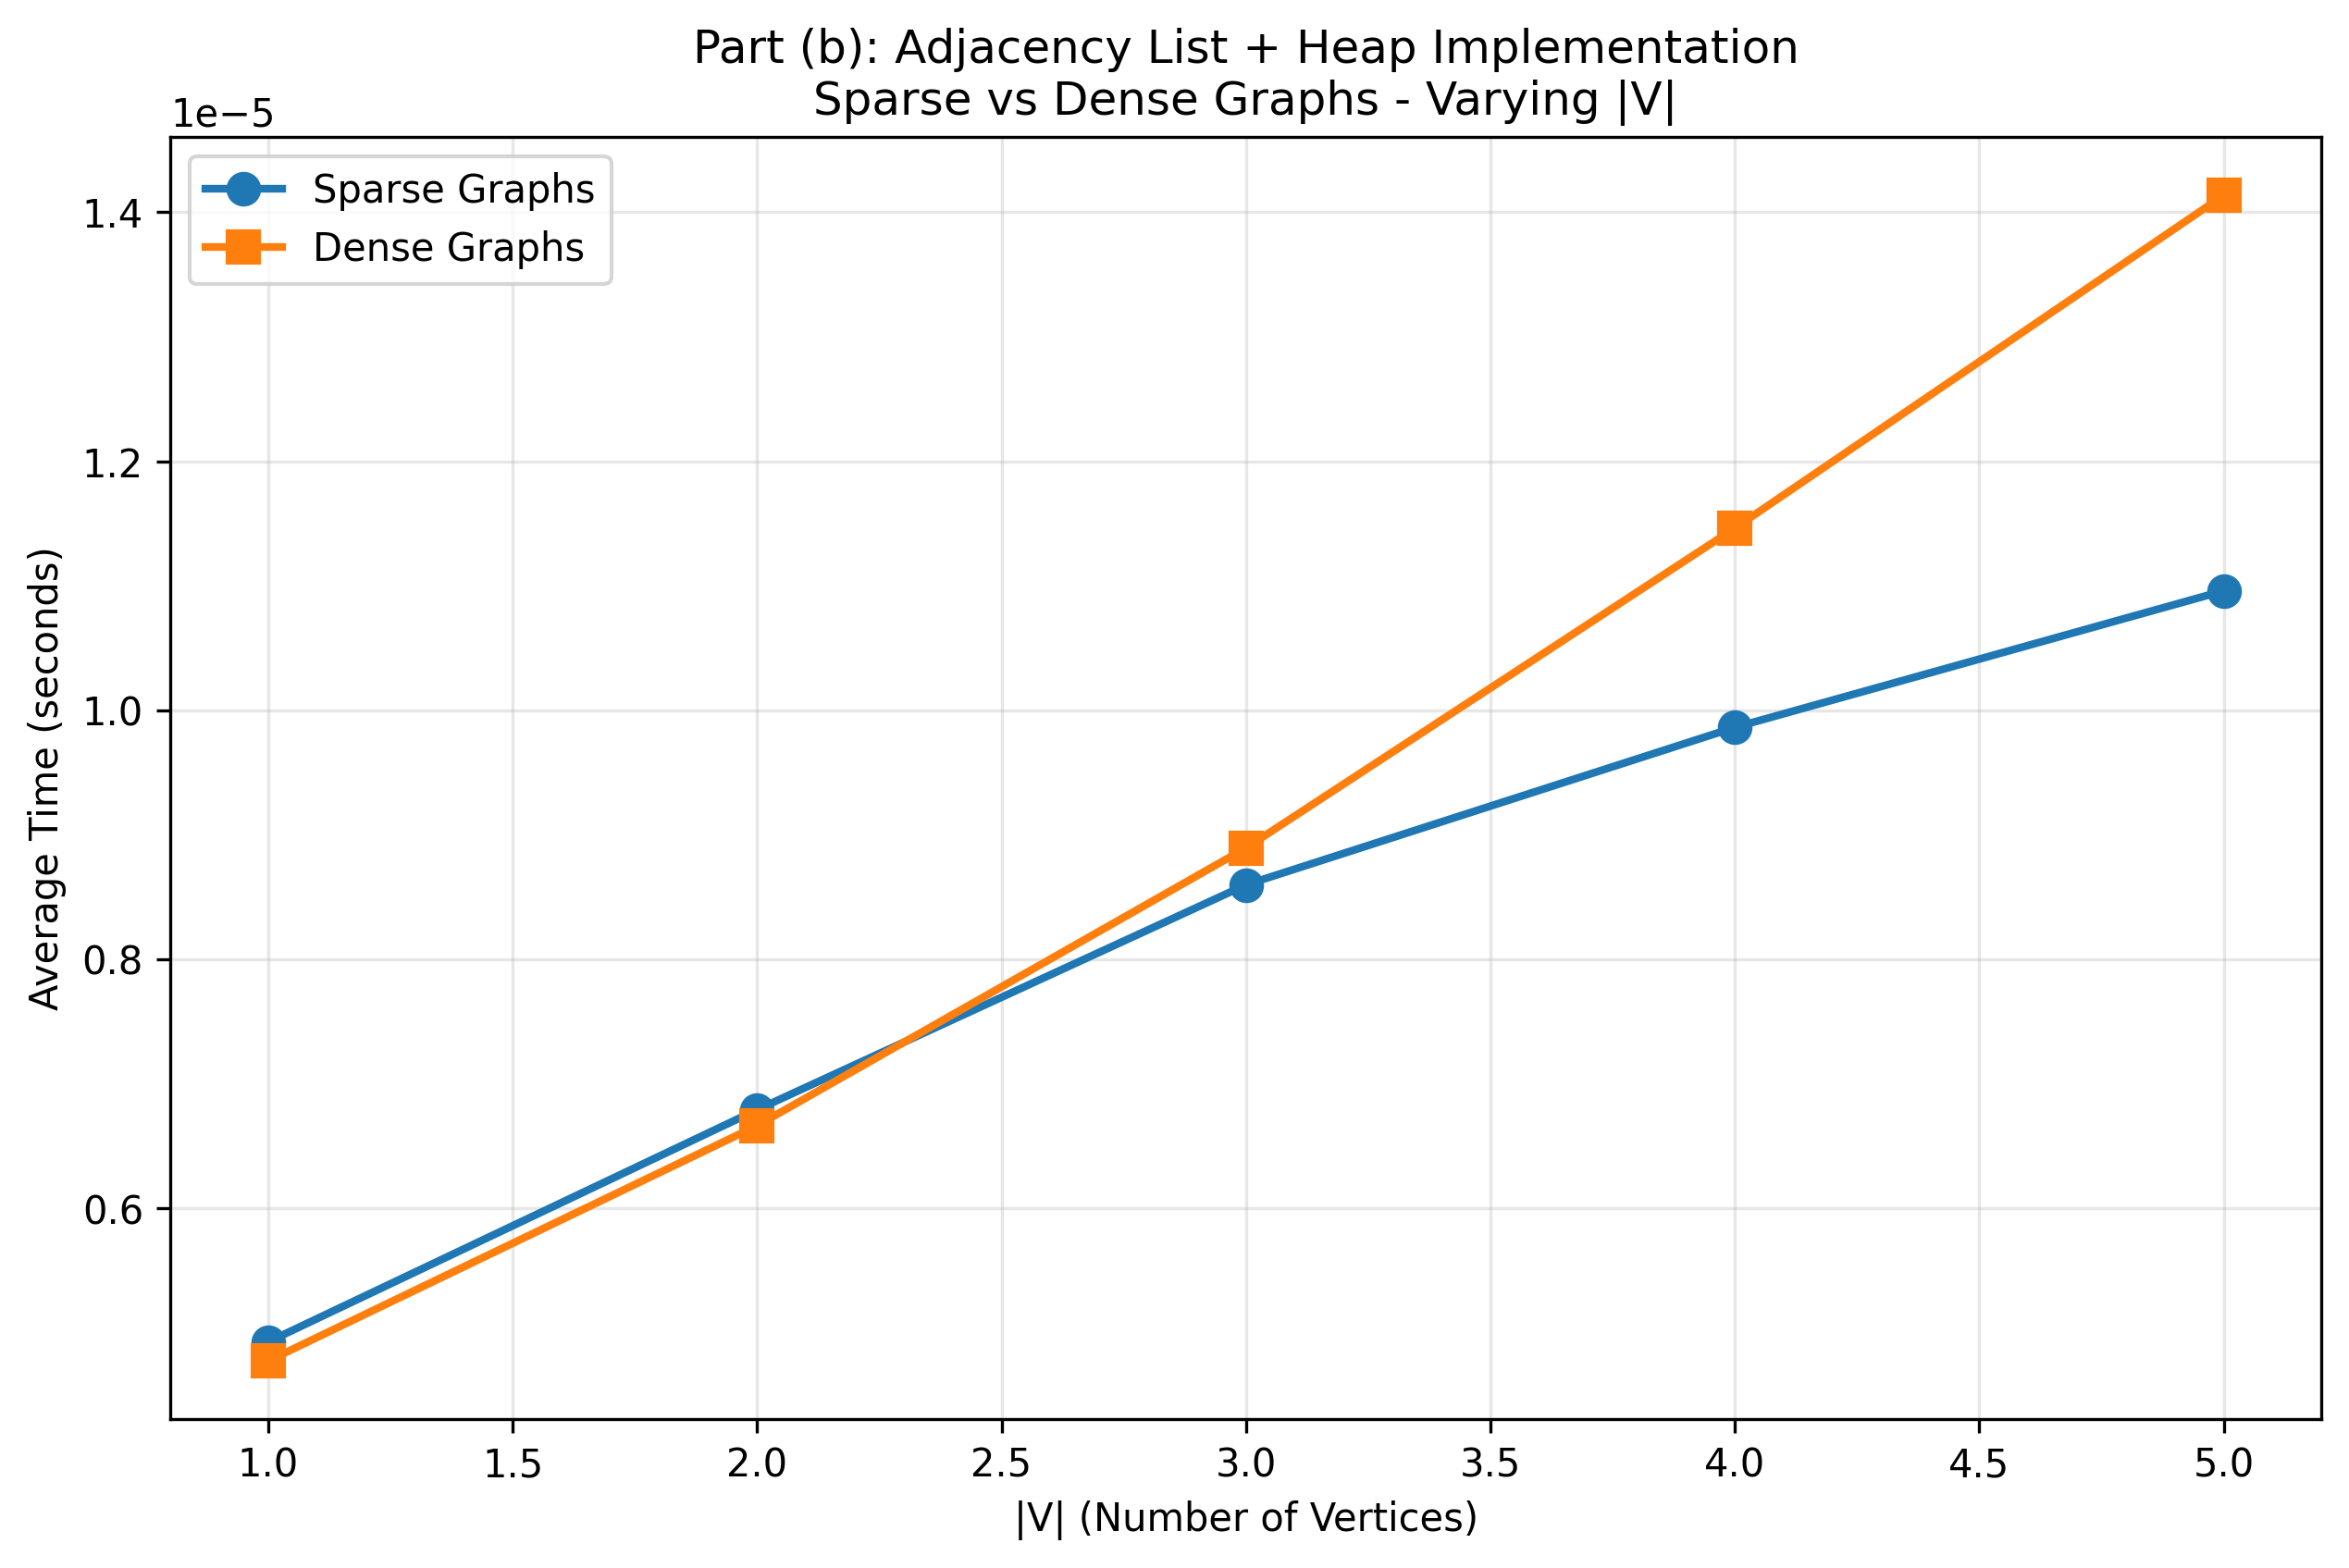 Part (b): Adjacency List + Heap Implementation
Sparse vs Dense Graphs - Varying |V|
1e−5
Sparse Graphs
Dense Graphs
1.4
1.2
1.0
0.8
0.6
Average Time (seconds)
1.0 1.5 2.0 2.5 3.0 3.5 4.0 4.5 5.0
|V| (Number of Vertices)